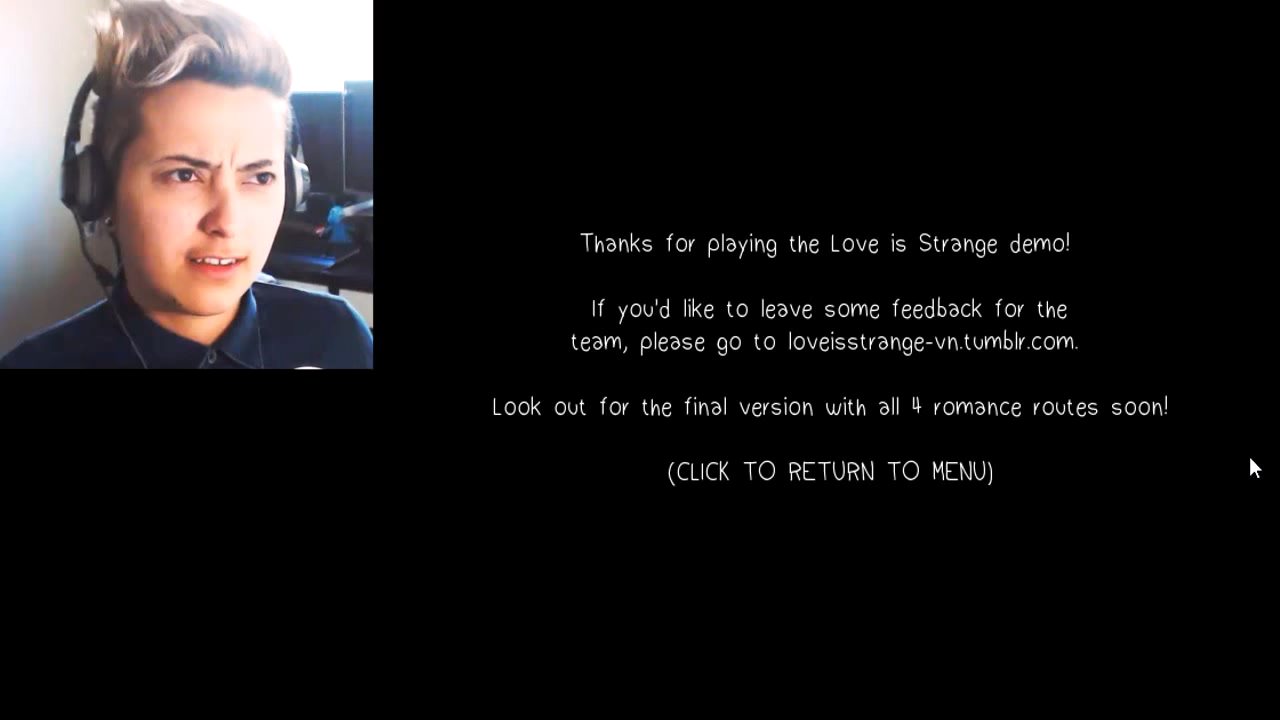 Thanks for playing the Love is Strange demo!
If you'd like to leave some feedback for the
team, please go to loveisstrange-vn.tumblr.com.
Look out for the final version with all 4 romance routes soon!
(CLICK TO RETURN TO MENU)